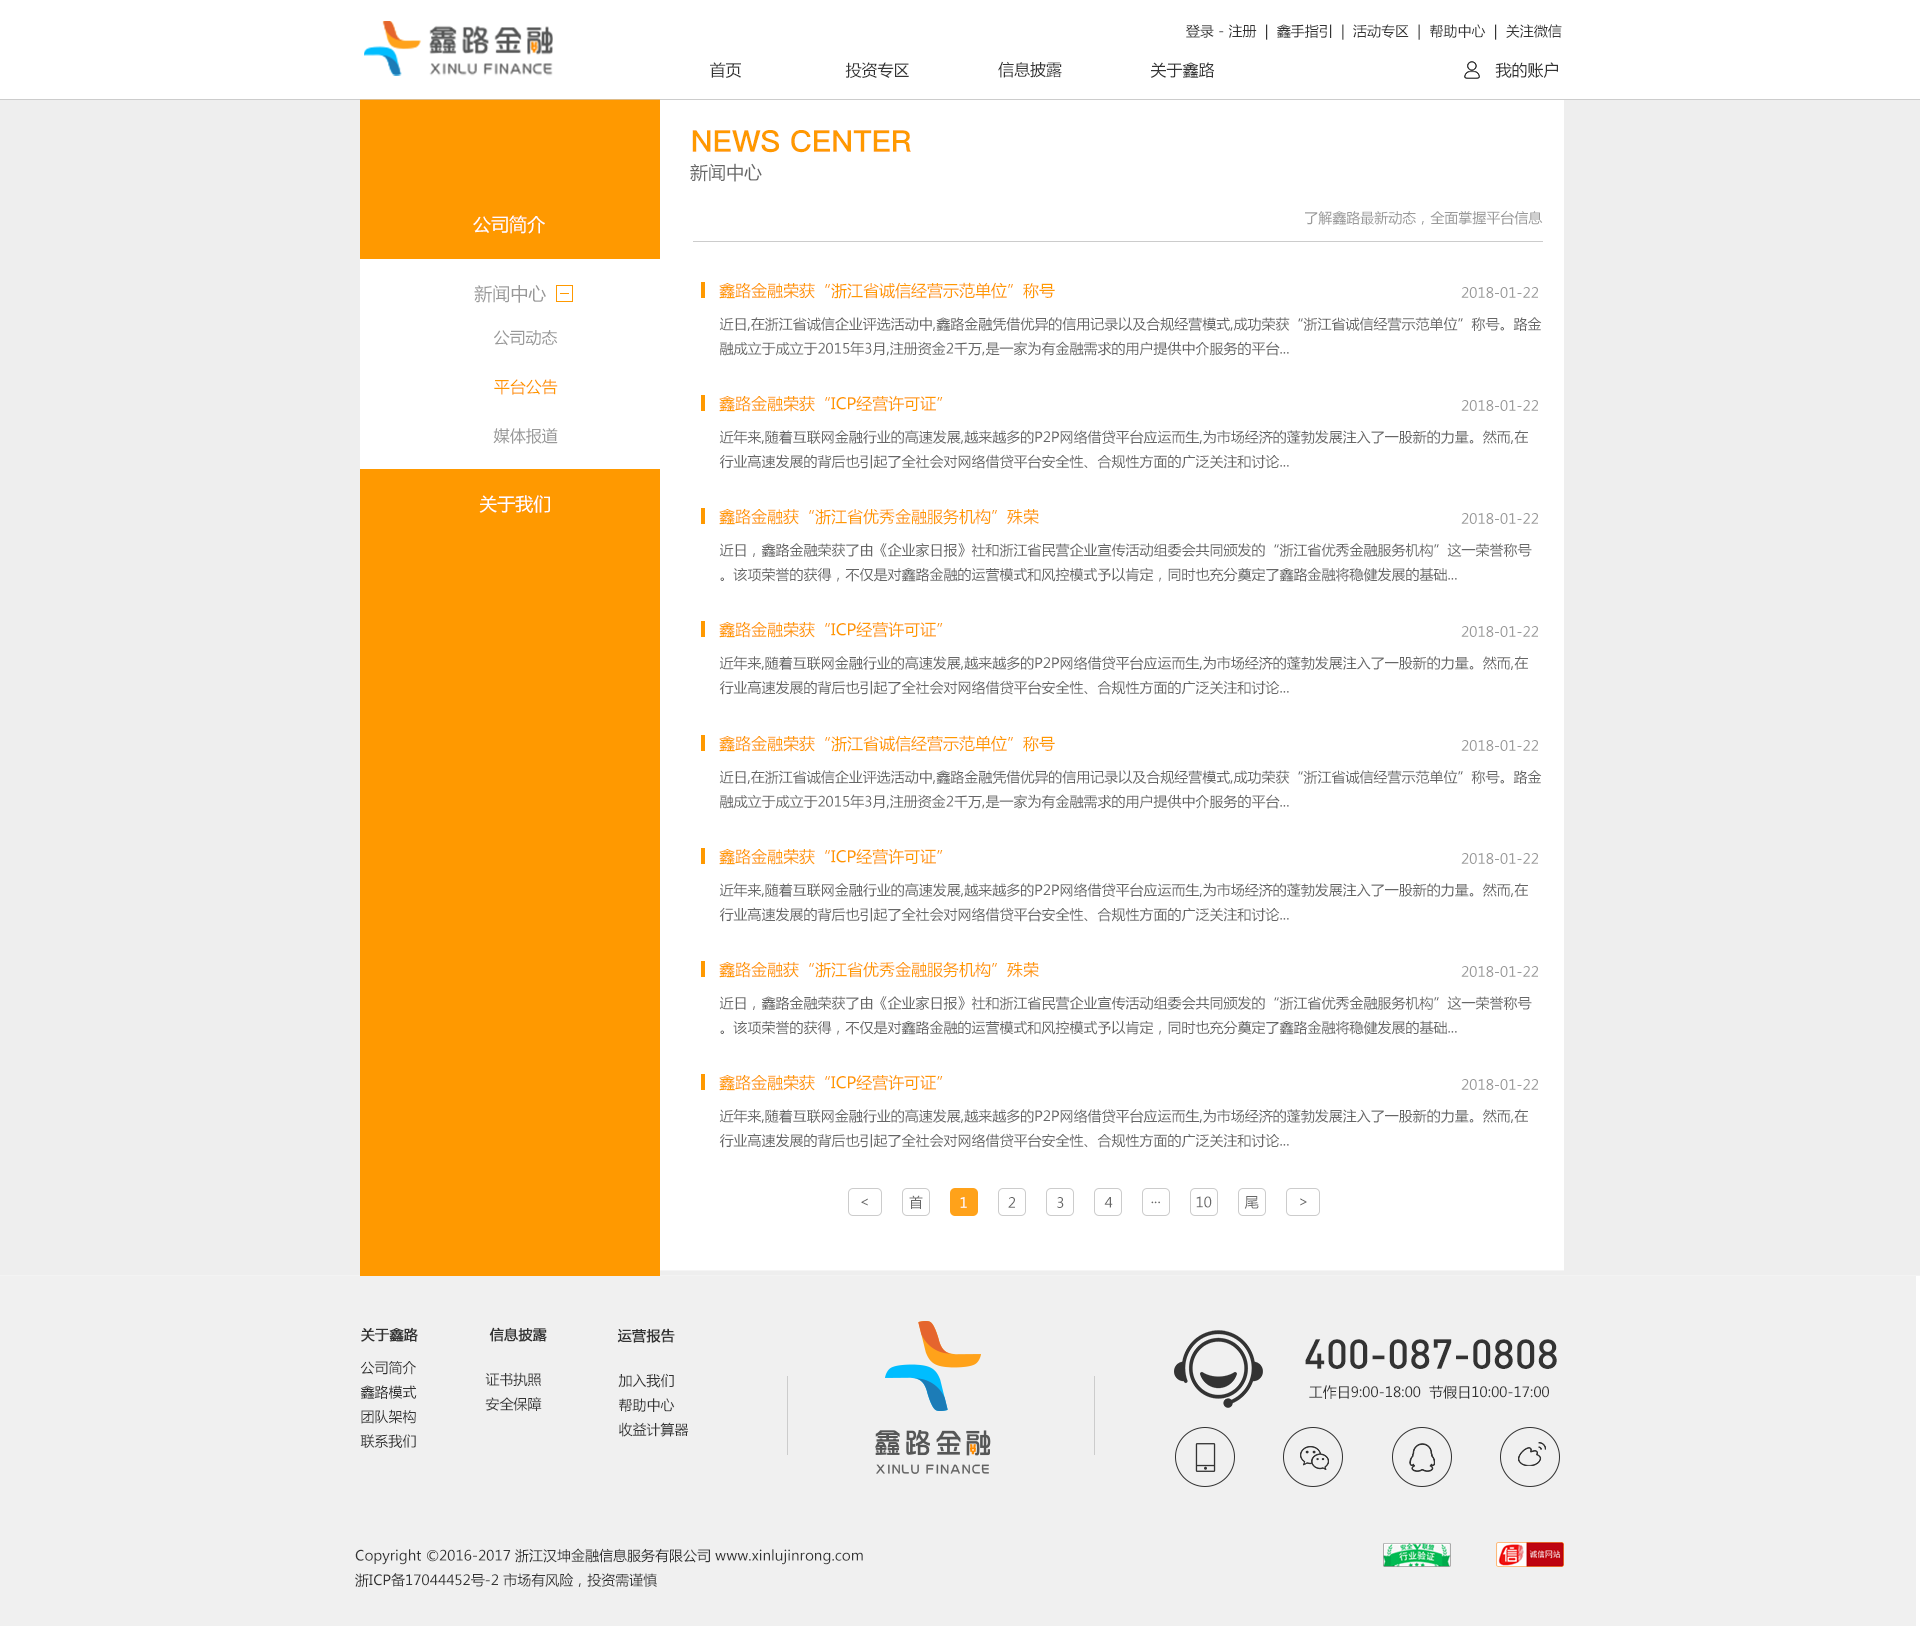 鑫路金融
XINLU FINANCE
登录 - 注册 | 鑫手指引 | 活动专区 | 帮助中心 | 关注微信
首页 投资专区 信息披露 关于鑫路 我的账户
公司简介
新闻中心
公司动态
平台公告
媒体报道
关于我们
NEWS CENTER
新闻中心
了解鑫路最新动态，全面掌握平台信息
鑫路金融荣获“浙江省诚信经营示范单位”称号 2018-01-22
近日,在浙江省诚信企业评选活动中,鑫路金融凭借优异的信用记录以及合规经营模式,成功荣获“浙江省诚信经营示范单位”称号。路金
融成立于成立于2015年3月,注册资金2千万,是一家为有金融需求的用户提供中介服务的平台...
鑫路金融荣获“ICP经营许可证” 2018-01-22
近年来,随着互联网金融行业的高速发展,越来越多的P2P网络借贷平台应运而生,为市场经济的蓬勃发展注入了一股新的力量。然而,在
行业高速发展的背后也引起了全社会对网络借贷平台安全性、合规性方面的广泛关注和讨论...
鑫路金融获“浙江省优秀金融服务机构”殊荣 2018-01-22
近日，鑫路金融荣获了由《企业家日报》社和浙江省民营企业宣传活动组委会共同颁发的“浙江省优秀金融服务机构”这一荣誉称号
。该项荣誉的获得，不仅是对鑫路金融的运营模式和风控模式予以肯定，同时也充分奠定了鑫路金融将稳健发展的基础...
鑫路金融荣获“ICP经营许可证” 2018-01-22
近年来,随着互联网金融行业的高速发展,越来越多的P2P网络借贷平台应运而生,为市场经济的蓬勃发展注入了一股新的力量。然而,在
行业高速发展的背后也引起了全社会对网络借贷平台安全性、合规性方面的广泛关注和讨论...
鑫路金融荣获“浙江省诚信经营示范单位”称号 2018-01-22
近日,在浙江省诚信企业评选活动中,鑫路金融凭借优异的信用记录以及合规经营模式,成功荣获“浙江省诚信经营示范单位”称号。路金
融成立于成立于2015年3月,注册资金2千万,是一家为有金融需求的用户提供中介服务的平台...
鑫路金融荣获“ICP经营许可证” 2018-01-22
近年来,随着互联网金融行业的高速发展,越来越多的P2P网络借贷平台应运而生,为市场经济的蓬勃发展注入了一股新的力量。然而,在
行业高速发展的背后也引起了全社会对网络借贷平台安全性、合规性方面的广泛关注和讨论...
鑫路金融获“浙江省优秀金融服务机构”殊荣 2018-01-22
近日，鑫路金融荣获了由《企业家日报》社和浙江省民营企业宣传活动组委会共同颁发的“浙江省优秀金融服务机构”这一荣誉称号
。该项荣誉的获得，不仅是对鑫路金融的运营模式和风控模式予以肯定，同时也充分奠定了鑫路金融将稳健发展的基础...
鑫路金融荣获“ICP经营许可证” 2018-01-22
近年来,随着互联网金融行业的高速发展,越来越多的P2P网络借贷平台应运而生,为市场经济的蓬勃发展注入了一股新的力量。然而,在
行业高速发展的背后也引起了全社会对网络借贷平台安全性、合规性方面的广泛关注和讨论...
< 首 1 2 3 4 ... 10 尾 >
关于鑫路
公司简介
鑫路模式
团队架构
联系我们
信息披露
证书执照
安全保障
运营报告
加入我们
帮助中心
收益计算器
鑫路金融
XINLU FINANCE
400-087-0808
工作日9:00-18:00 节假日10:00-17:00
Copyright ©2016-2017 浙江汉坤金融信息服务有限公司 www.xinlujinrong.com
浙ICP备17044452号-2 市场有风险，投资需谨慎
安全联盟
行业验证
信 诚信网站